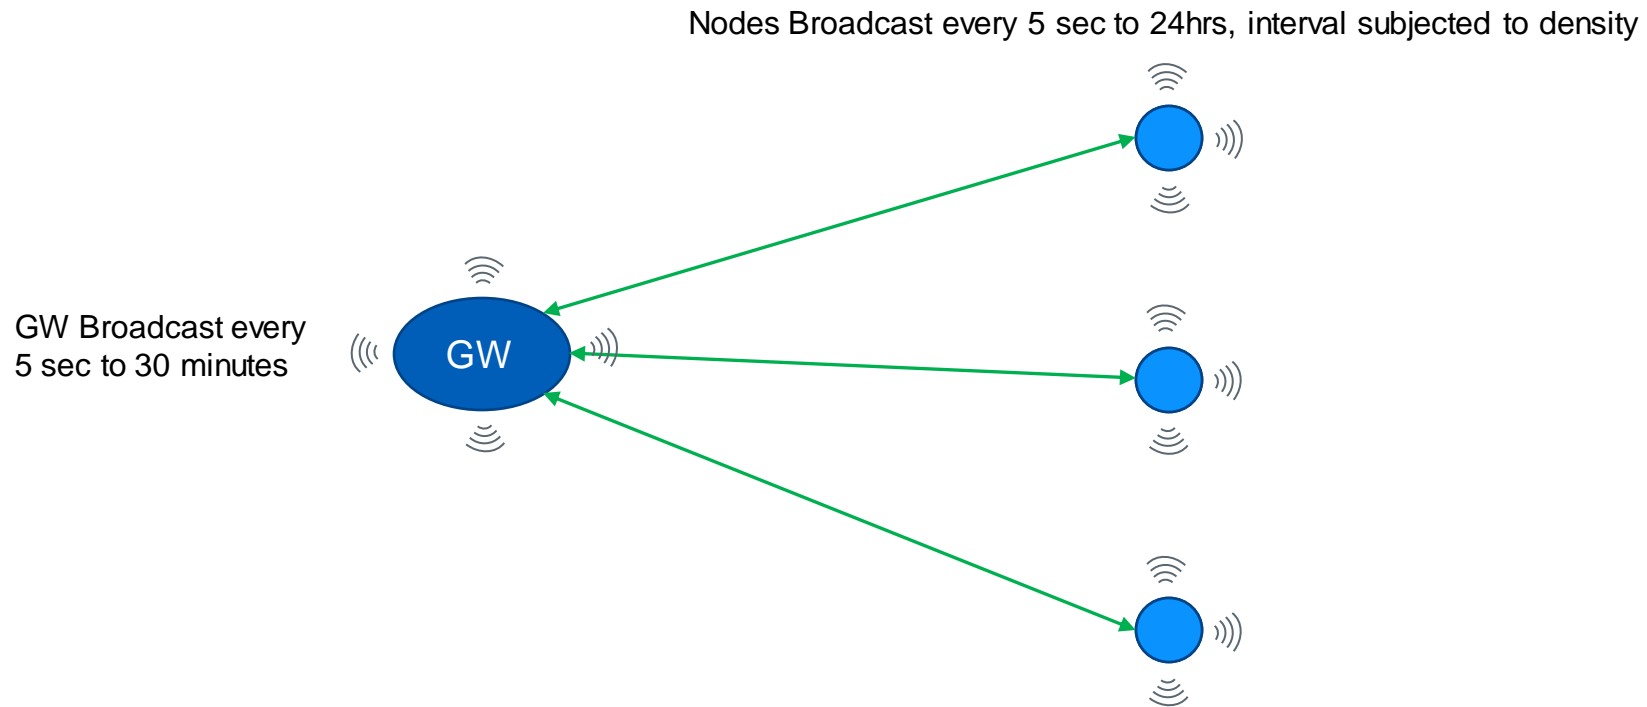 Nodes Broadcast every 5 sec to 24hrs, interval subjected to density
GW Broadcast every
5 sec to 30 minutes
GW